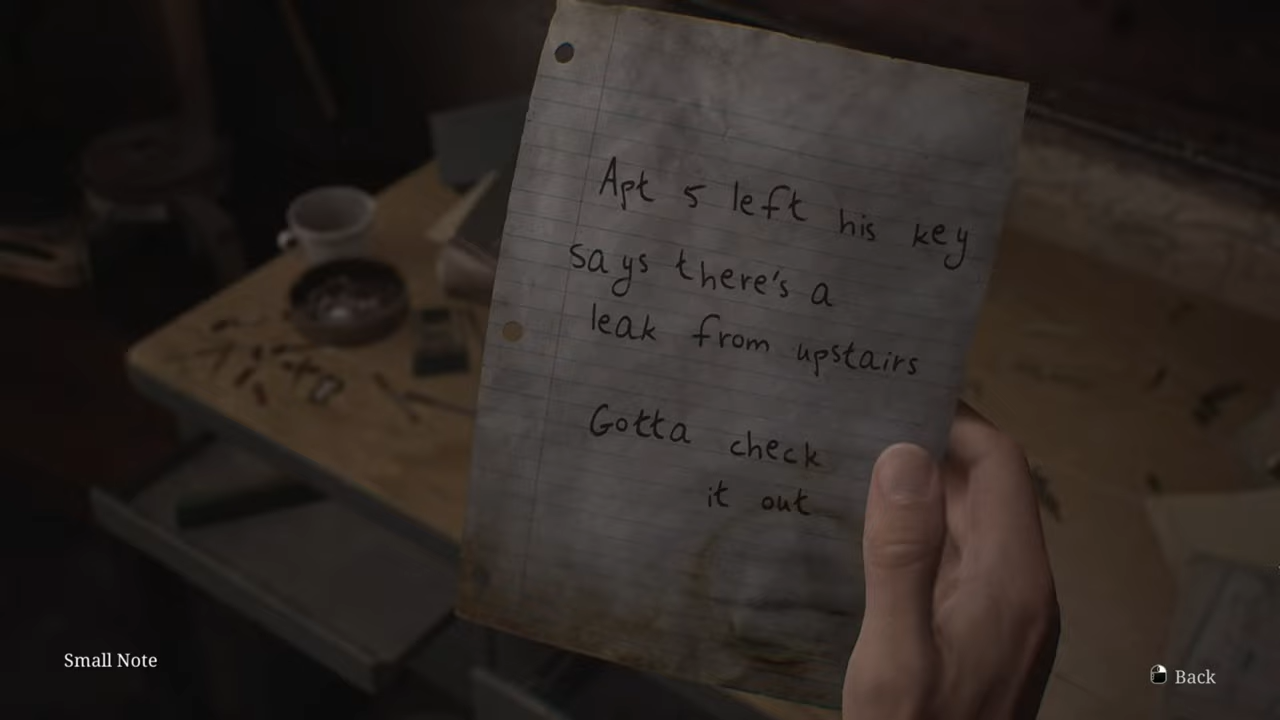 Apt 5 left his key
says there's a
leak from upstairs
Gotta check
it out
Small Note
Back